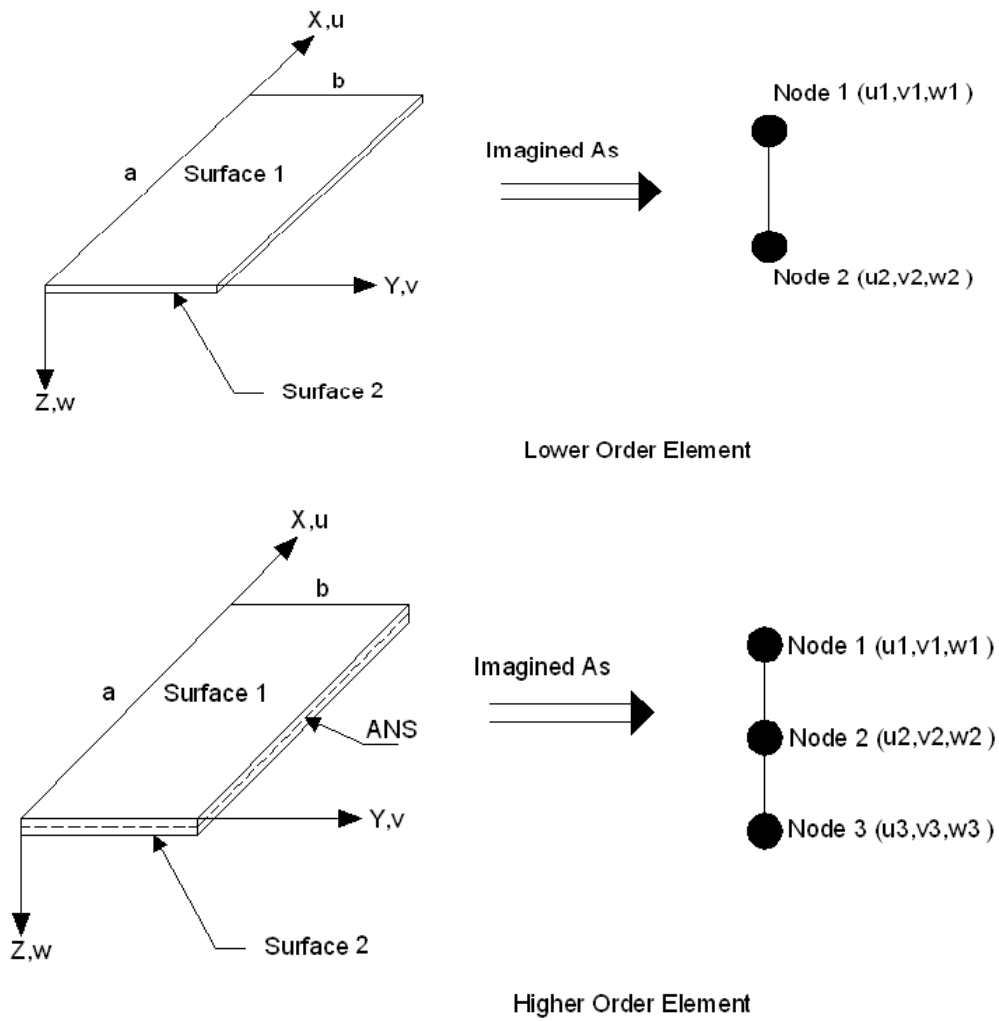 X,u
b
Node 1 (u1,v1,w1)
Imagined As
a
Surface 1
Node 2 (u2,v2,w2)
Y,v
Surface 2
Z,w
Lower Order Element
X,u
b
Node 1 (u1,v1,w1)
Imagined As
a
Surface 1
ANS
Node 2 (u2,v2,w2)
Y,v
Node 3 (u3,v3,w3)
Surface 2
Z,w
Higher Order Element